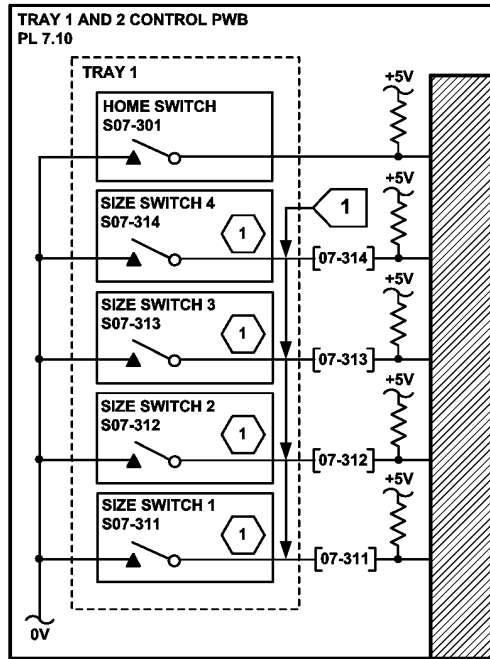 TRAY 1 AND 2 CONTROL PWB
PL 7.10
TRAY 1
HOME SWITCH
S07-301
+5V
SIZE SWITCH 4
S07-314
1
1
[07-314]
+5V
SIZE SWITCH 3
S07-313
1
[07-313]
+5V
SIZE SWITCH 2
S07-312
1
[07-312]
+5V
SIZE SWITCH 1
S07-311
1
[07-311]
+5V
0V